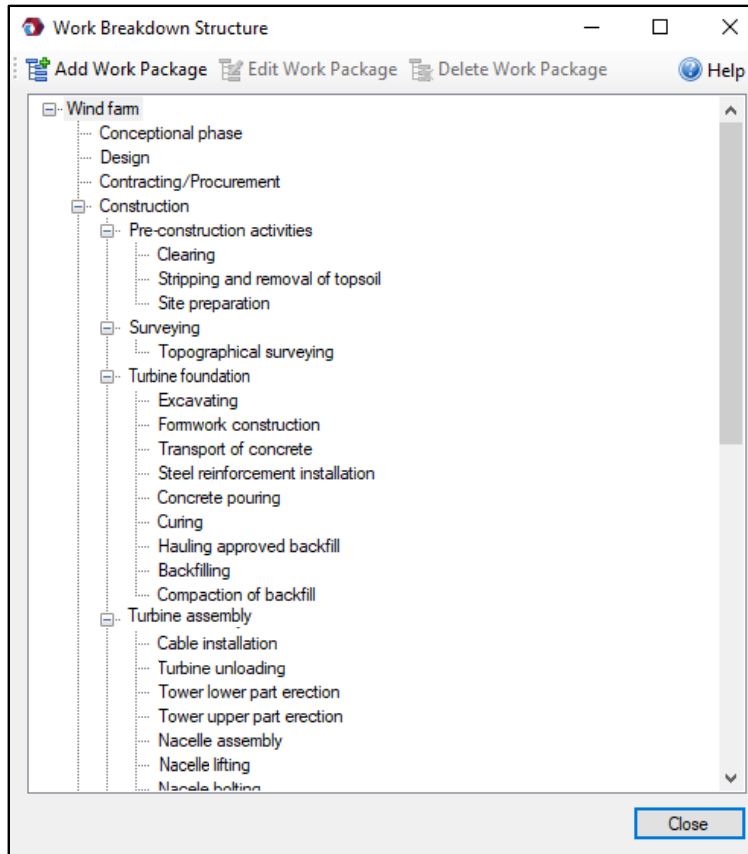 Work Breakdown Structure
Add Work Package Edit Work Package Delete Work Package Help
Wind farm
Conceptional phase
Design
Contracting/Procurement
Construction
Pre-construction activities
Clearing
Stripping and removal of topsoil
Site preparation
Surveying
Topographical surveying
Turbine foundation
Excavating
Formwork construction
Transport of concrete
Steel reinforcement installation
Concrete pouring
Curing
Hauling approved backfill
Backfilling
Compaction of backfill
Turbine assembly
Cable installation
Turbine unloading
Tower lower part erection
Tower upper part erection
Nacelle assembly
Nacelle lifting
Nacele bolting
Close